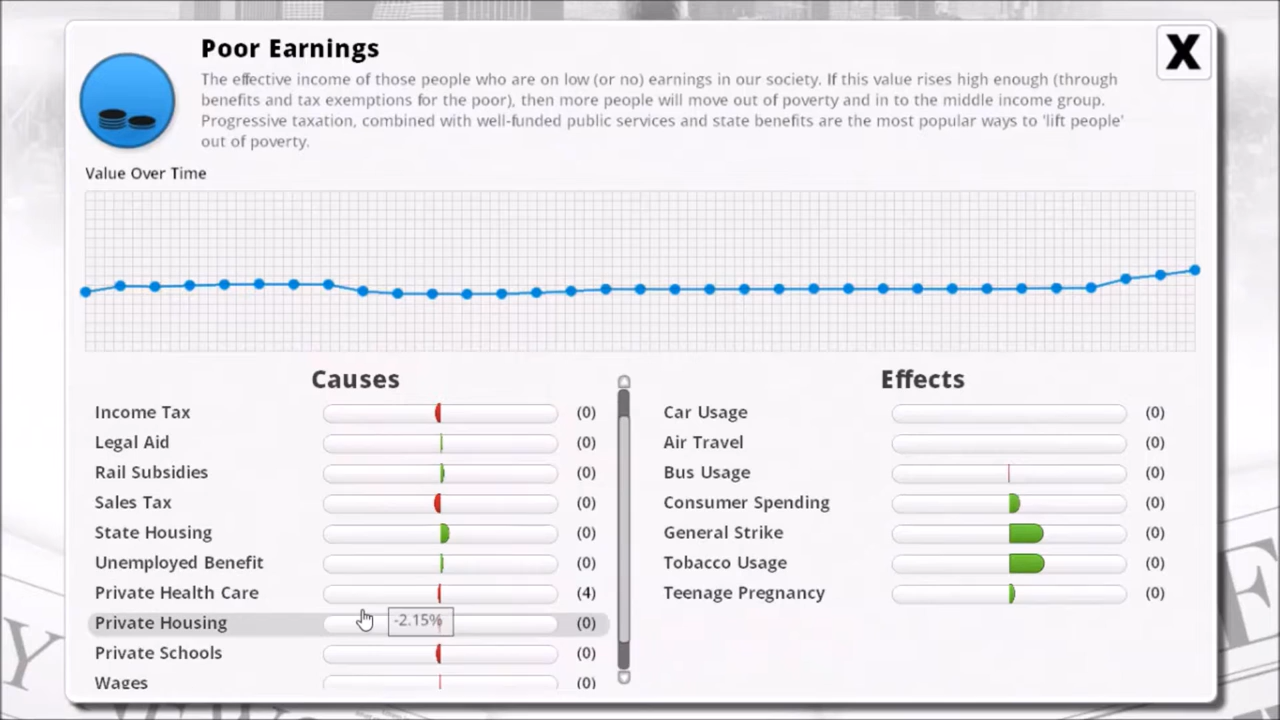 Poor Earnings
X
The effective income of those people who are on low (or no) earnings in our society. If this value rises high enough (through
benefits and tax exemptions for the poor), then more people will move out of poverty and in to the middle income group.
Progressive taxation, combined with well-funded public services and state benefits are the most popular ways to 'lift people'
out of poverty.
Value Over Time
Causes
Income Tax (0)
Legal Aid (0)
Rail Subsidies (0)
Sales Tax (0)
State Housing (0)
Unemployed Benefit (0)
Private Health Care (4)
Private Housing -2.15% (0)
Private Schools (0)
Wages (0)
Effects
Car Usage (0)
Air Travel (0)
Bus Usage (0)
Consumer Spending (0)
General Strike (0)
Tobacco Usage (0)
Teenage Pregnancy (0)